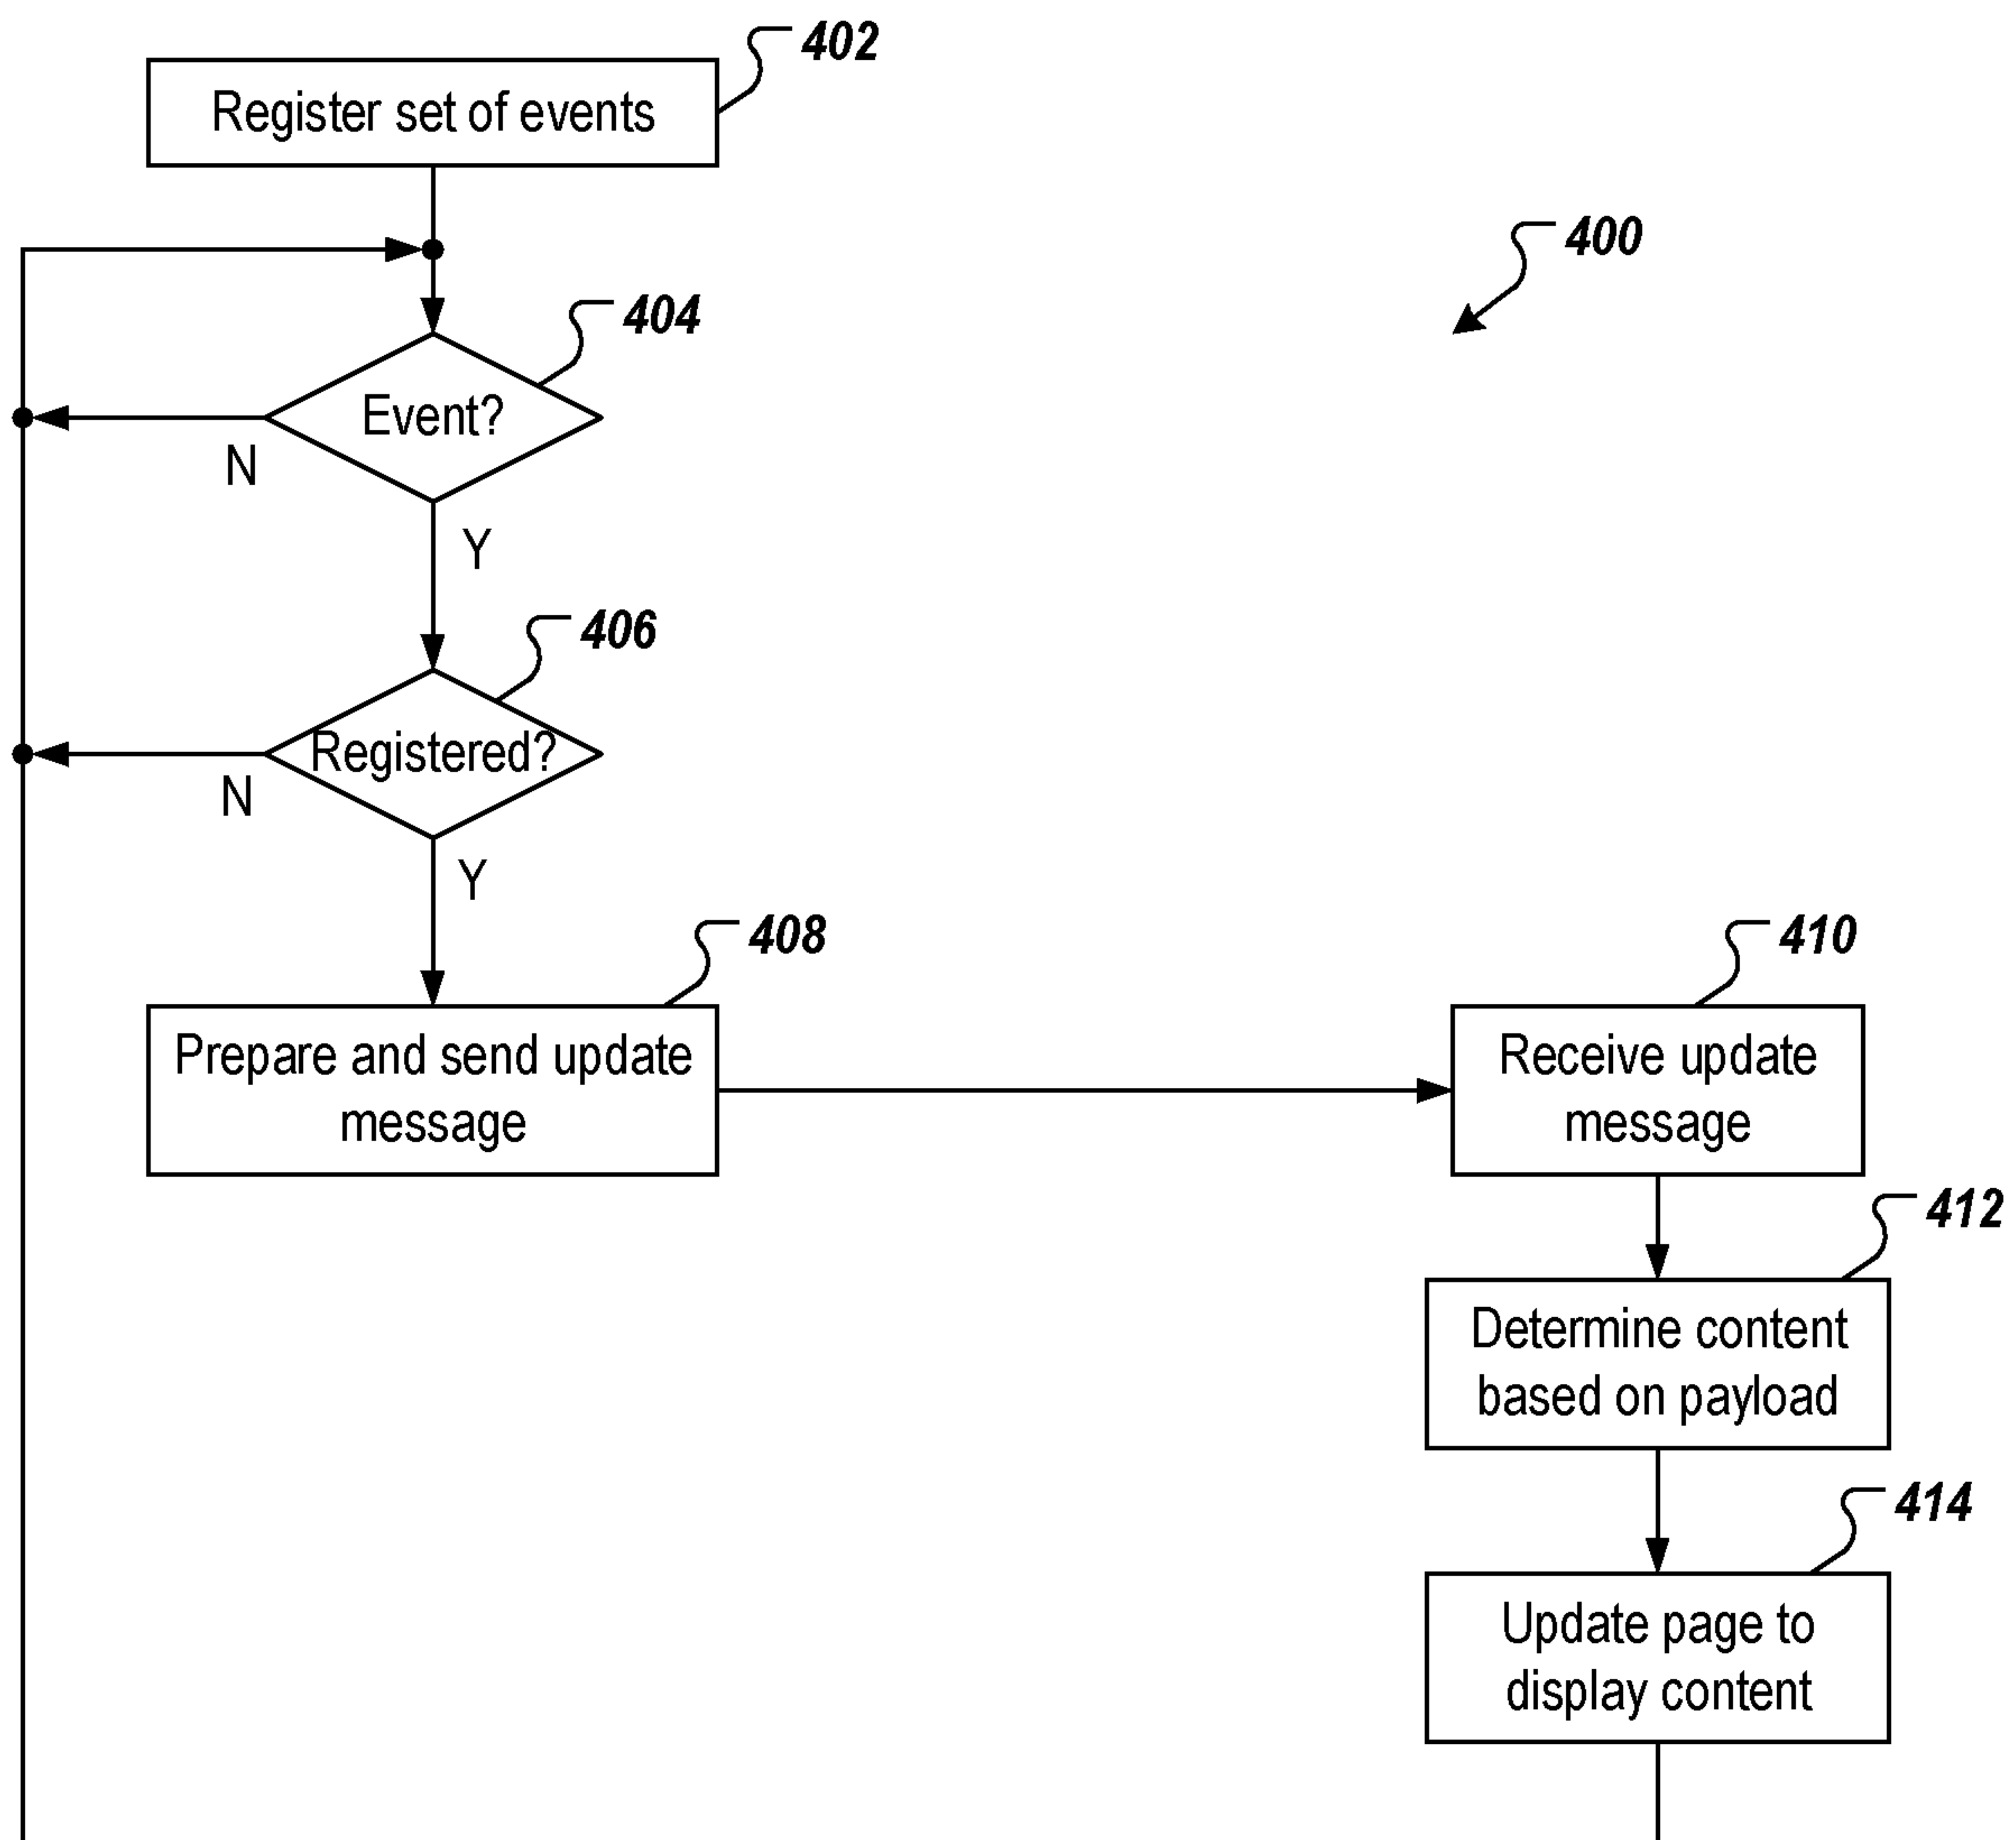 402
Register set of events
400
404
Event?
N
Y
406
Registered?
N
Y
408
Prepare and send update
message
410
Receive update
message
412
Determine content
based on payload
414
Update page to
display content